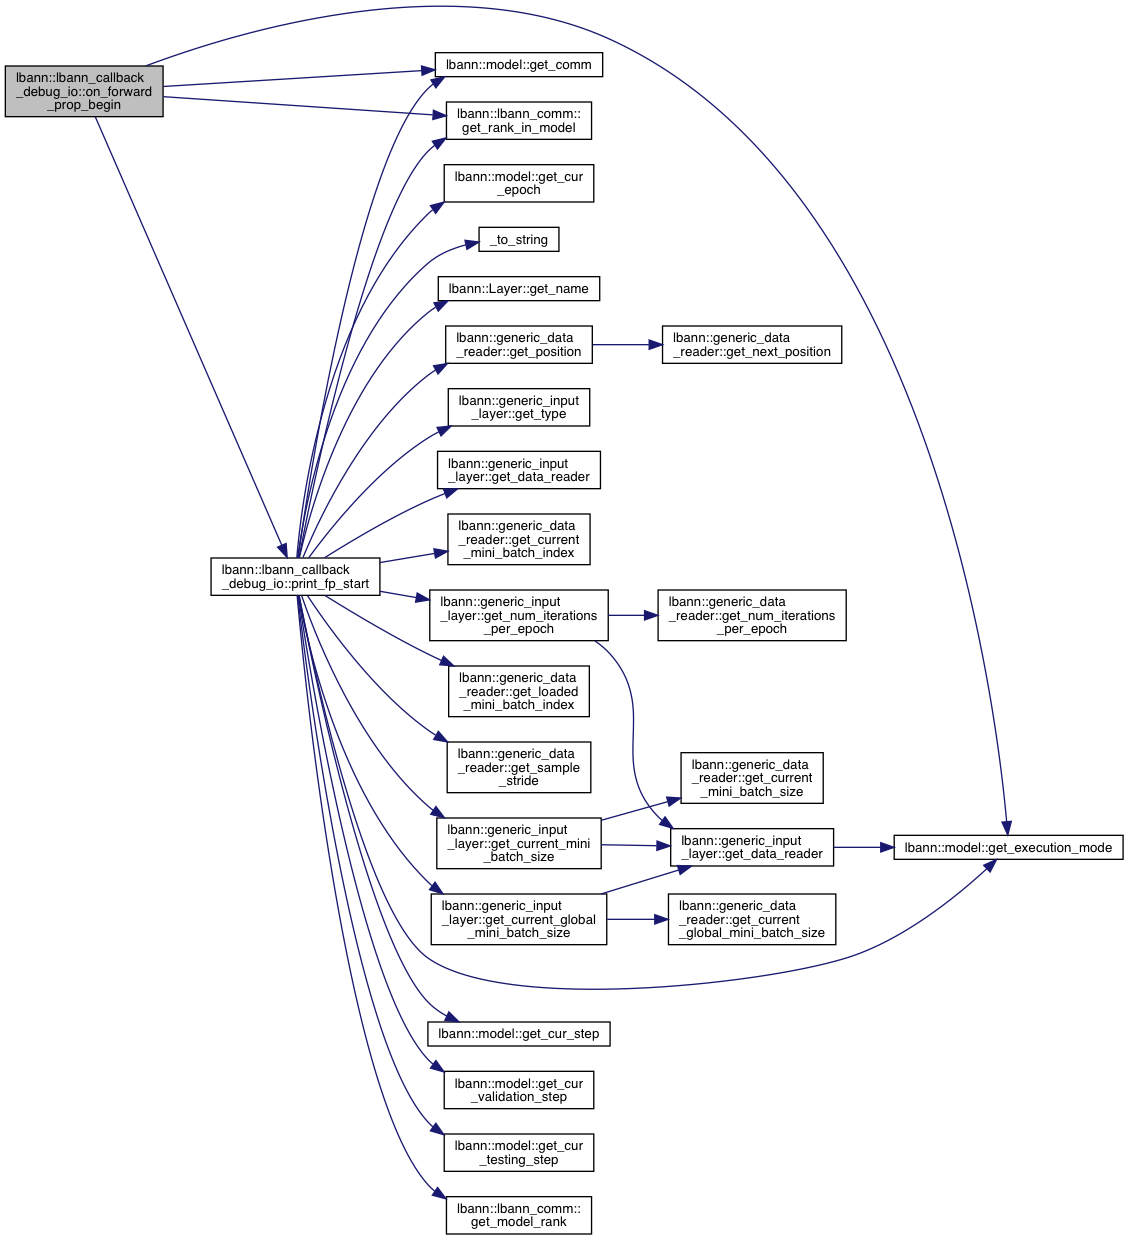 lbann::lbann_callback
_debug_io::on_forward
_prop_begin
lbann::model::get_comm
lbann::lbann_comm::
get_rank_in_model
lbann::model::get_cur
_epoch
_to_string
lbann::Layer::get_name
lbann::generic_data
_reader::get_position
lbann::generic_data
_reader::get_next_position
lbann::generic_input
_layer::get_type
lbann::generic_input
_layer::get_data_reader
lbann::generic_data
_reader::get_current
_mini_batch_index
lbann::lbann_callback
_debug_io::print_fp_start
lbann::generic_input
_layer::get_num_iterations
_per_epoch
lbann::generic_data
_reader::get_num_iterations
_per_epoch
lbann::generic_data
_reader::get_loaded
_mini_batch_index
lbann::generic_data
_reader::get_sample
_stride
lbann::generic_data
_reader::get_current
_mini_batch_size
lbann::generic_input
_layer::get_current_mini
_batch_size
lbann::generic_input
_layer::get_data_reader
lbann::model::get_execution_mode
lbann::generic_input
_layer::get_current_global
_mini_batch_size
lbann::generic_data
_reader::get_current
_global_mini_batch_size
lbann::model::get_cur_step
lbann::model::get_cur
_validation_step
lbann::model::get_cur
_testing_step
lbann::lbann_comm::
get_model_rank